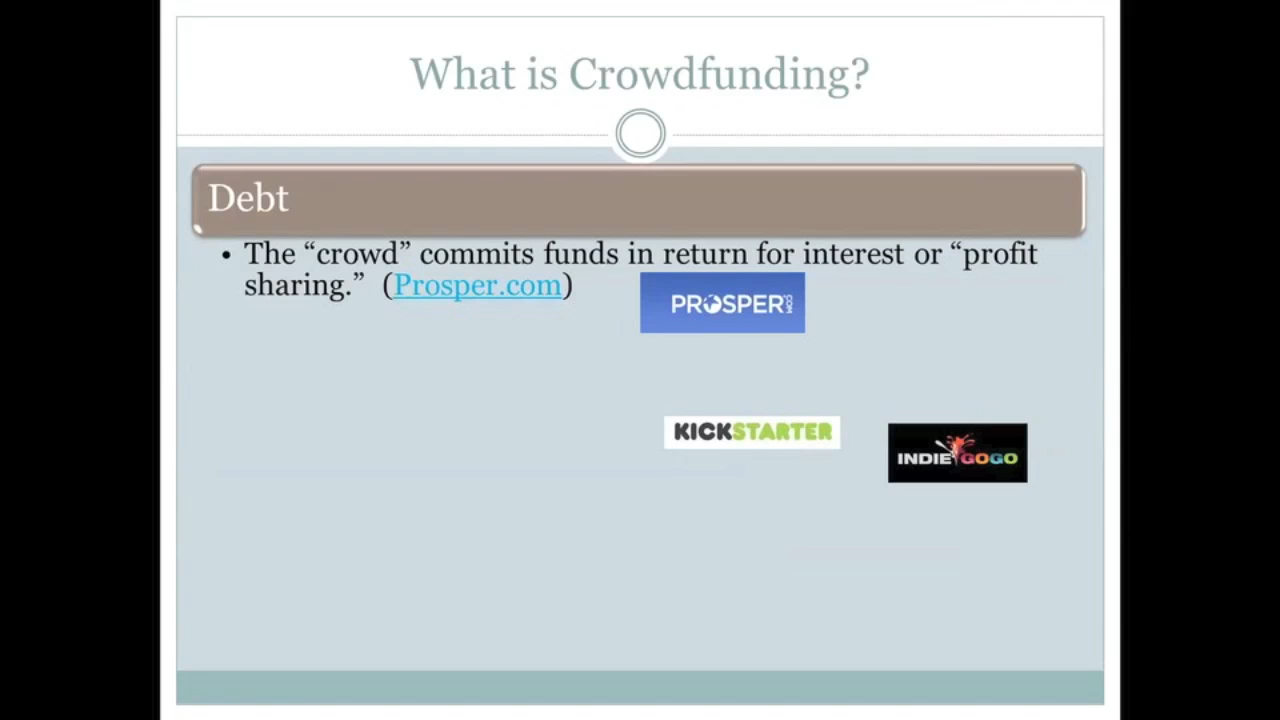 What is Crowdfunding?
Debt
• The “crowd” commits funds in return for interest or “profit
sharing.” (Prosper.com)
PROSPER.COM
KICKSTARTER
INDIEGOGO